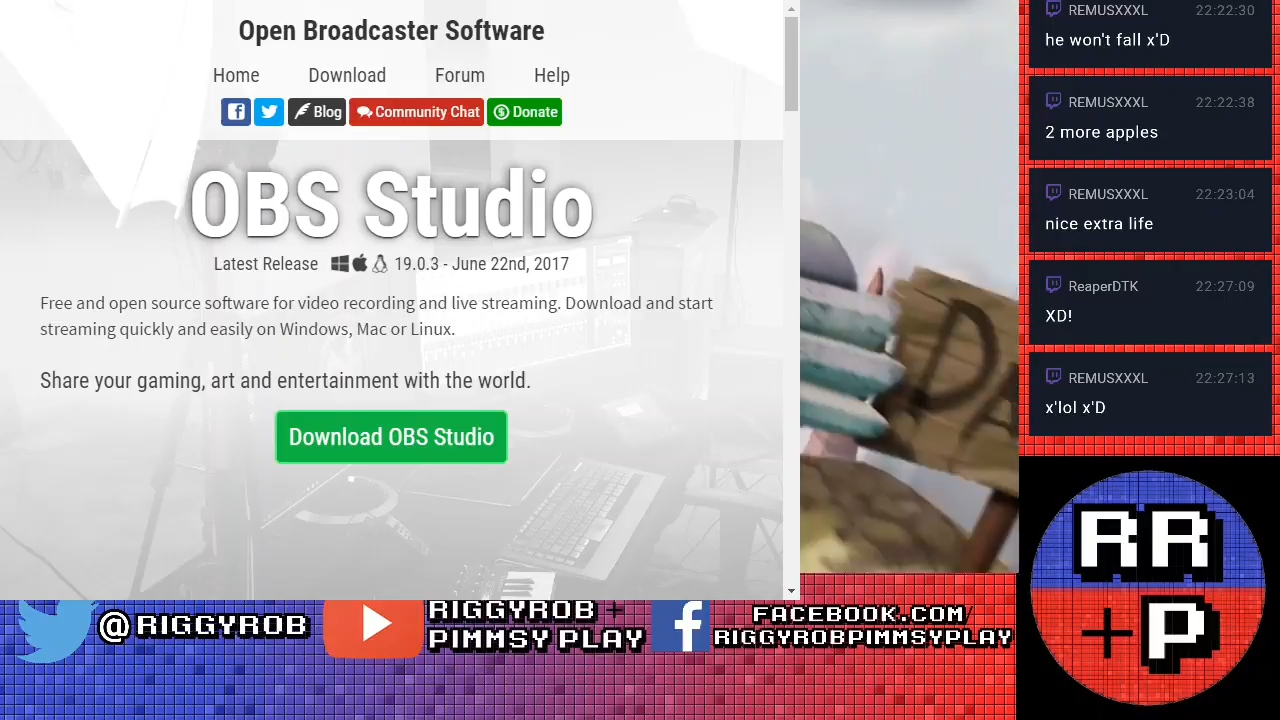 Open Broadcaster Software
Home Download Forum Help
Blog Community Chat Donate
OBS Studio
Latest Release 19.0.3 - June 22nd, 2017
Free and open source software for video recording and live streaming. Download and start
streaming quickly and easily on Windows, Mac or Linux.
Share your gaming, art and entertainment with the world.
Download OBS Studio
REMUSXXXL 22:22:30
he won't fall x'D
REMUSXXXL 22:22:38
2 more apples
REMUSXXXL 22:23:04
nice extra life
ReaperDTK 22:27:09
XD!
REMUSXXXL 22:27:13
x'lol x'D
@RIGGYROB
RIGGYROB +
PIMMSY PLAY
FACEBOOK.COM/
RIGGYROBPIMMSYPLAY
RR
+P